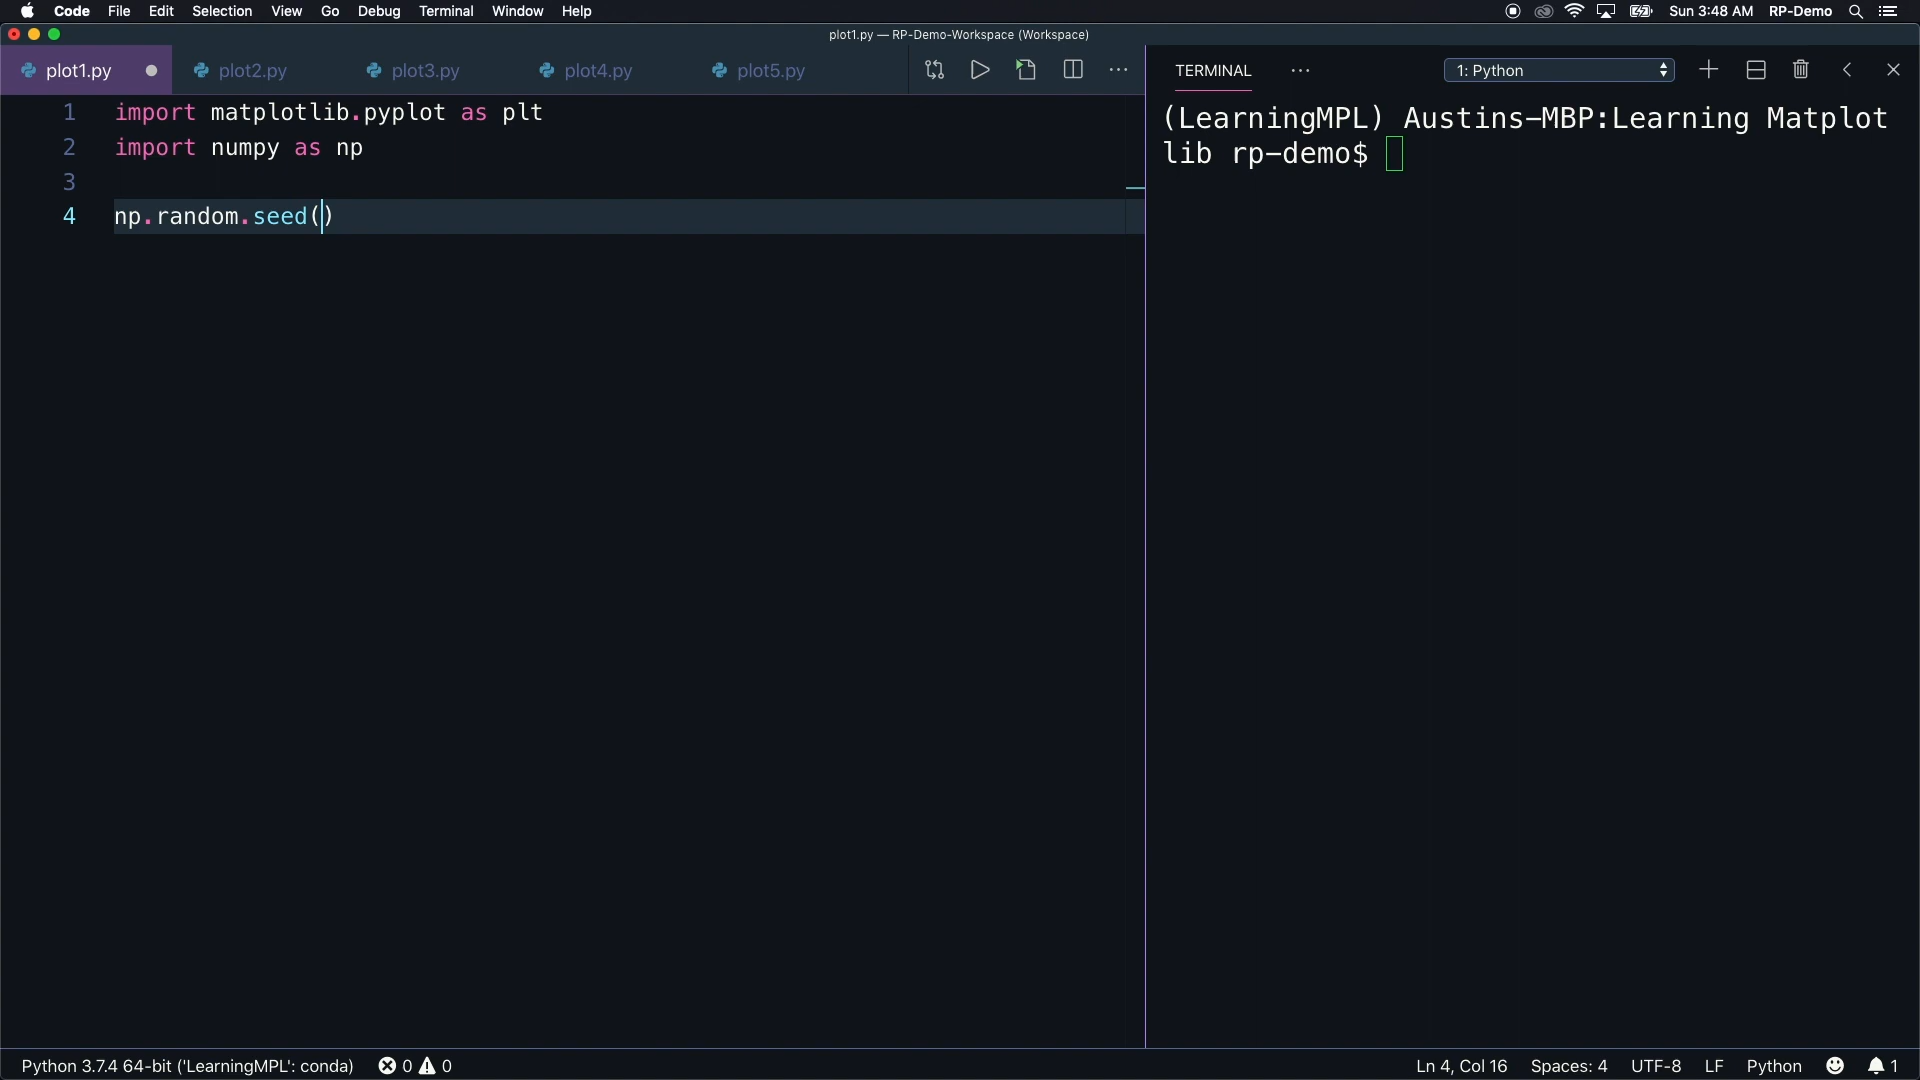 Code File Edit Selection View Go Debug Terminal Window Help Sun 3:48 AM RP-Demo
plot1.py — RP-Demo-Workspace (Workspace)
plot1.py plot2.py plot3.py plot4.py plot5.py
TERMINAL 1: Python
1 import matplotlib.pyplot as plt
2 import numpy as np
3
4 np.random.seed()
(LearningMPL) Austins-MBP:Learning Matplot
lib rp-demo$
Python 3.7.4 64-bit ('LearningMPL': conda) 0 0 Ln 4, Col 16 Spaces: 4 UTF-8 LF Python 1